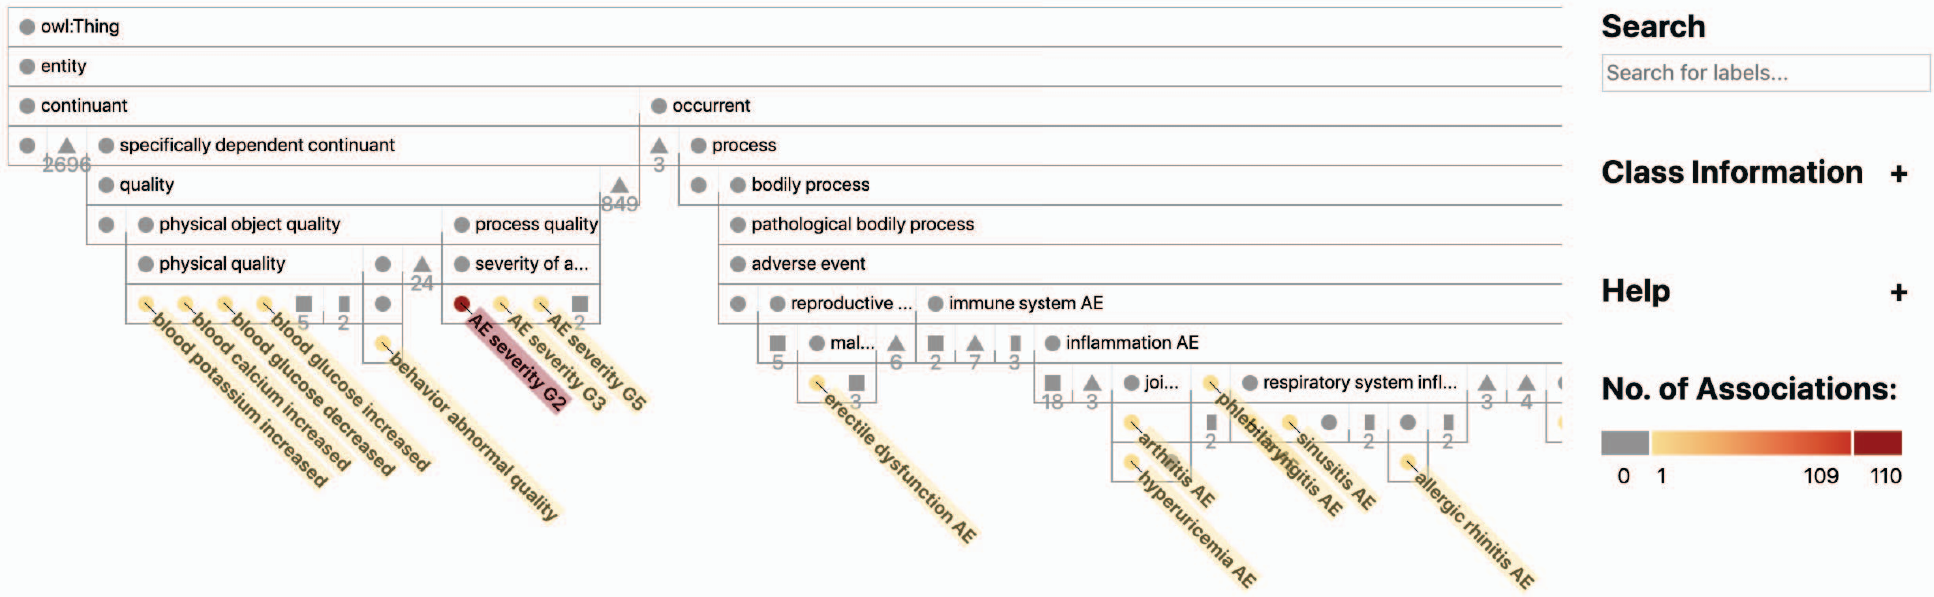 owl:Thing
entity
continuant
occurrent
2696
specifically dependent continuant
3
process
quality
849
bodily process
physical object quality
process quality
pathological bodily process
physical quality
24
severity of a...
adverse event
5
2
2
reproductive ...
immune system AE
blood potassium increased
blood calcium increased
blood glucose decreased
blood glucose increased
behavior abnormal quality
AE severity G2
AE severity G3
AE severity G5
5
mal...
6
2
7
3
inflammation AE
3
erectile dysfunction AE
18
3
joi...
respiratory system infl...
3
4
2
2
2
arthritis AE
hyperuricemia AE
sinusitis AE
allergic rhinitis AE
Search
Search for labels...
Class Information +
Help +
No. of Associations:
0 1 109 110